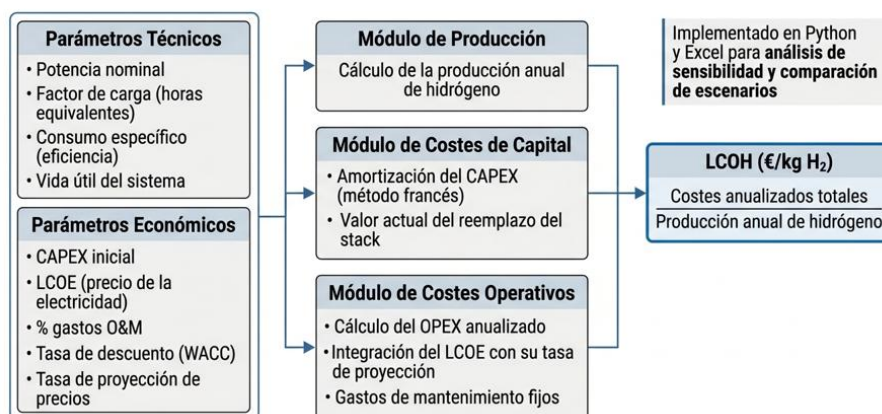 Parámetros Técnicos
• Potencia nominal
• Factor de carga (horas
equivalentes)
• Consumo específico
(eficiencia)
• Vida útil del sistema
Parámetros Económicos
• CAPEX inicial
• LCOE (precio de la
electricidad)
• % gastos O&M
• Tasa de descuento (WACC)
• Tasa de proyección de
precios
Módulo de Producción
Cálculo de la producción anual
de hidrógeno
Módulo de Costes de Capital
• Amortización del CAPEX
(método francés)
• Valor actual del reemplazo del
stack
Módulo de Costes Operativos
• Cálculo del OPEX anualizado
• Integración del LCOE con su tasa
de proyección
• Gastos de mantenimiento fijos
Implementado en Python
y Excel para análisis de
sensibilidad y comparación
de escenarios
LCOH (€/kg H₂)
Costes anualizados totales
Producción anual de hidrógeno